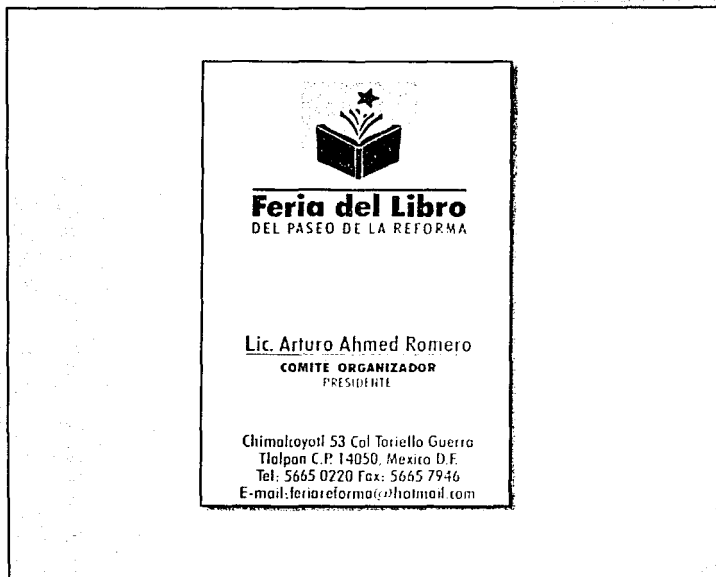 Feria del Libro
DEL PASEO DE LA REFORMA
Lic. Arturo Ahmed Romero
COMITE ORGANIZADOR
PRESIDENTE
Chimalcoyotl 53 Col Toriello Guerra
Tlalpan C.P. 14050, Mexico D.F.
Tel: 5665 0220 Fax: 5665 7946
E-mail:feriareforma@hotmail.com